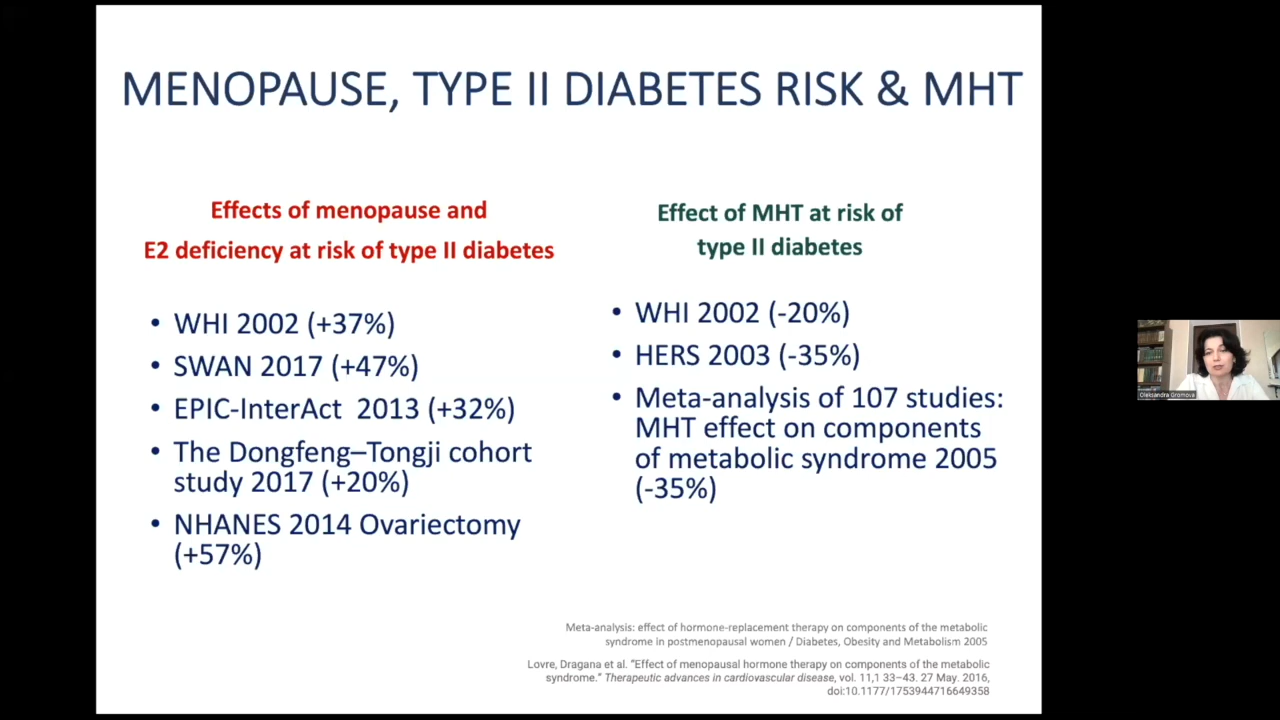 MENOPAUSE, TYPE II DIABETES RISK & MHT
Effects of menopause and
E2 deficiency at risk of type II diabetes
• WHI 2002 (+37%)
• SWAN 2017 (+47%)
• EPIC-InterAct 2013 (+32%)
• The Dongfeng–Tongji cohort
study 2017 (+20%)
• NHANES 2014 Ovariectomy
(+57%)
Effect of MHT at risk of
type II diabetes
• WHI 2002 (-20%)
• HERS 2003 (-35%)
• Meta-analysis of 107 studies:
MHT effect on components
of metabolic syndrome 2005
(-35%)
Meta-analysis: effect of hormone-replacement therapy on components of the metabolic
syndrome in postmenopausal women / Diabetes, Obesity and Metabolism 2005
Lovre, Dragana et al. “Effect of menopausal hormone therapy on components of the metabolic
syndrome.” Therapeutic advances in cardiovascular disease, vol. 11,1 33–43. 27 May. 2016,
doi:10.1177/1753944716649358
Oleksandra Gromova